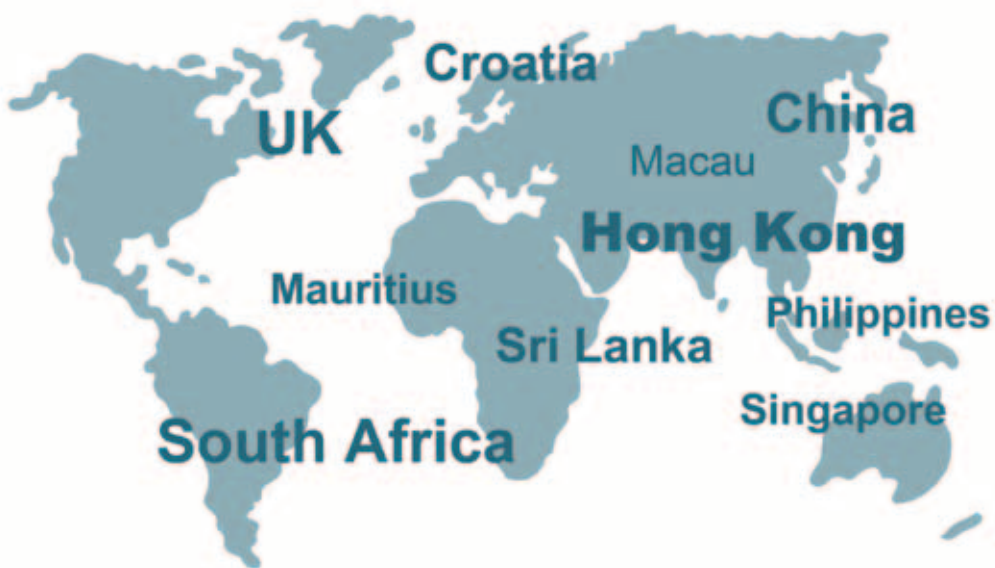 Croatia
China
UK
Macau
Hong Kong
Mauritius
Philippines
Sri Lanka
Singapore
South Africa